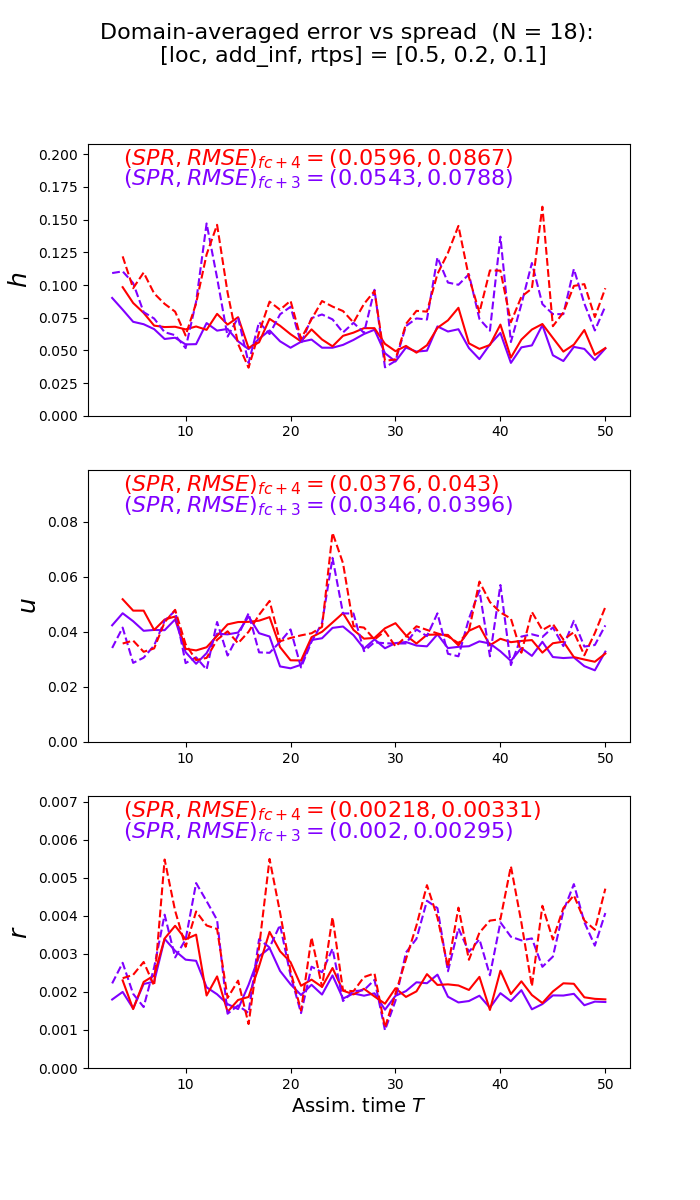 Domain-averaged error vs spread (N = 18):
[loc, add_inf, rtps] = [0.5, 0.2, 0.1]
(SPR, RMSE)fc+4 = (0.0596, 0.0867)
(SPR, RMSE)fc+3 = (0.0543, 0.0788)
0.200
0.175
0.150
0.125
0.100
0.075
0.050
0.025
0.000
h
10 20 30 40 50
(SPR, RMSE)fc+4 = (0.0376, 0.043)
(SPR, RMSE)fc+3 = (0.0346, 0.0396)
0.08
0.06
0.04
0.02
0.00
u
10 20 30 40 50
(SPR, RMSE)fc+4 = (0.00218, 0.00331)
(SPR, RMSE)fc+3 = (0.002, 0.00295)
0.007
0.006
0.005
0.004
0.003
0.002
0.001
0.000
r
10 20 30 40 50
Assim. time T